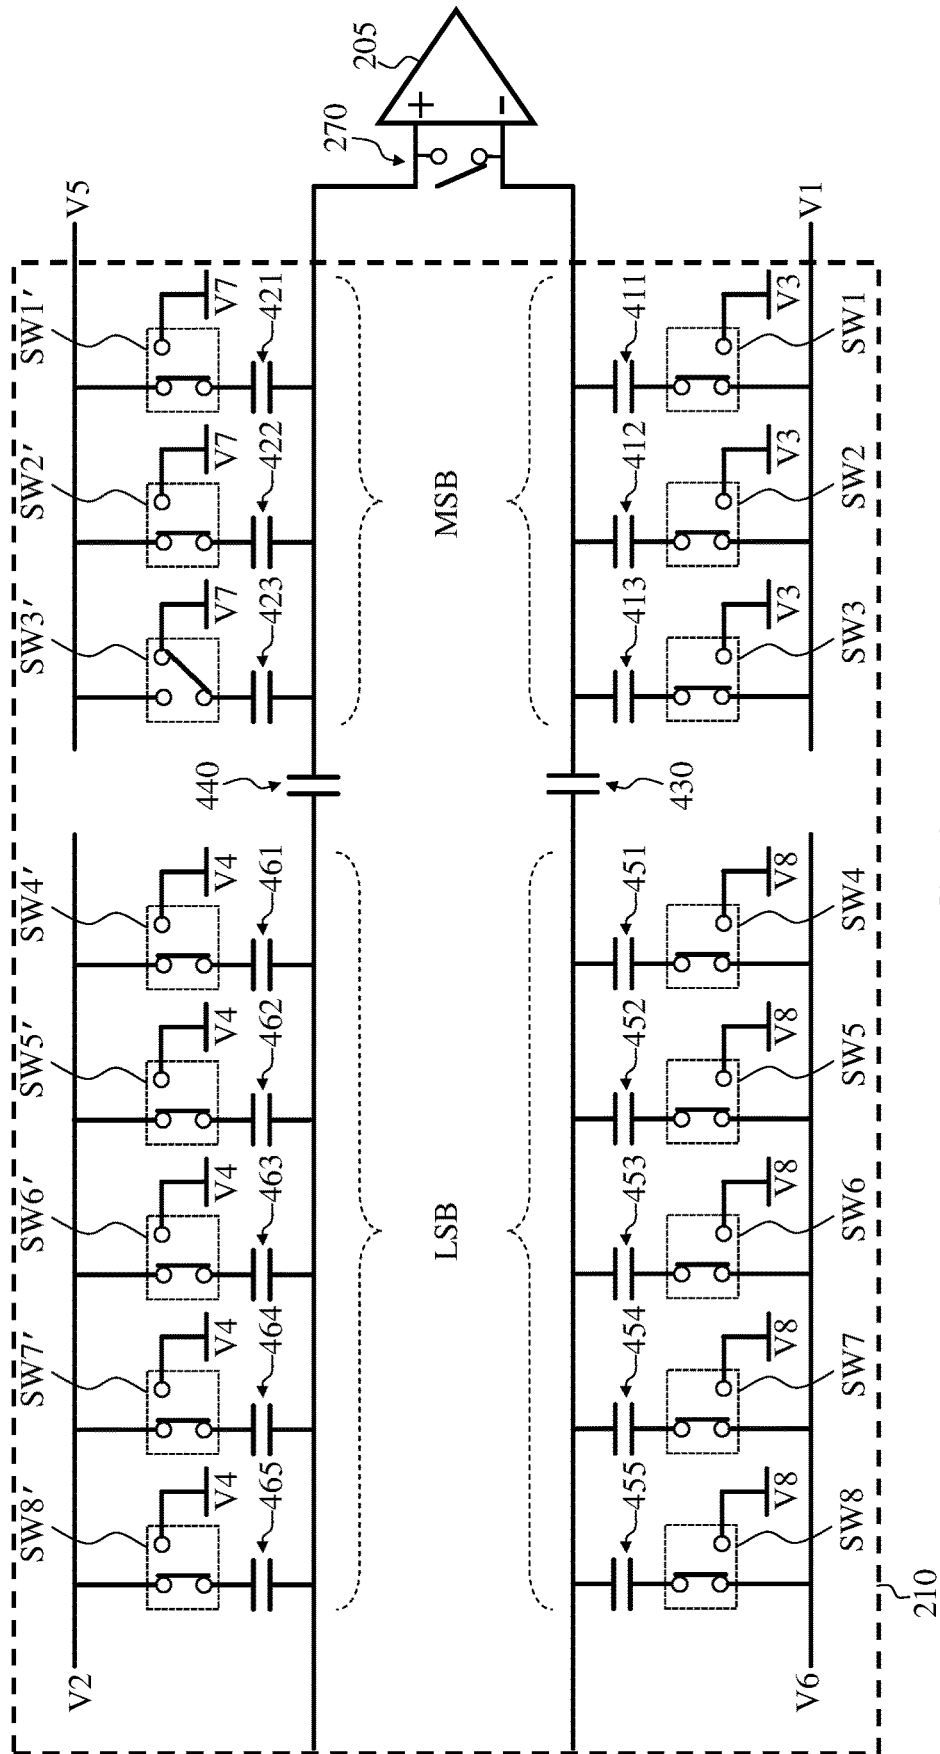 SW8′ SW7′ SW6′ SW5′ SW4′ SW3′ SW2′ SW1′
V2 V5
V4 V4 V4 V4 V4 V7 V7 V7
440
465 464 463 462 461 423 422 421
270
205
+
LSB MSB
-
455 454 453 452 451 413 412 411
430
V8 V8 V8 V8 V8 V3 V3 V3
V6 V1
SW8 SW7 SW6 SW5 SW4 SW3 SW2 SW1
210